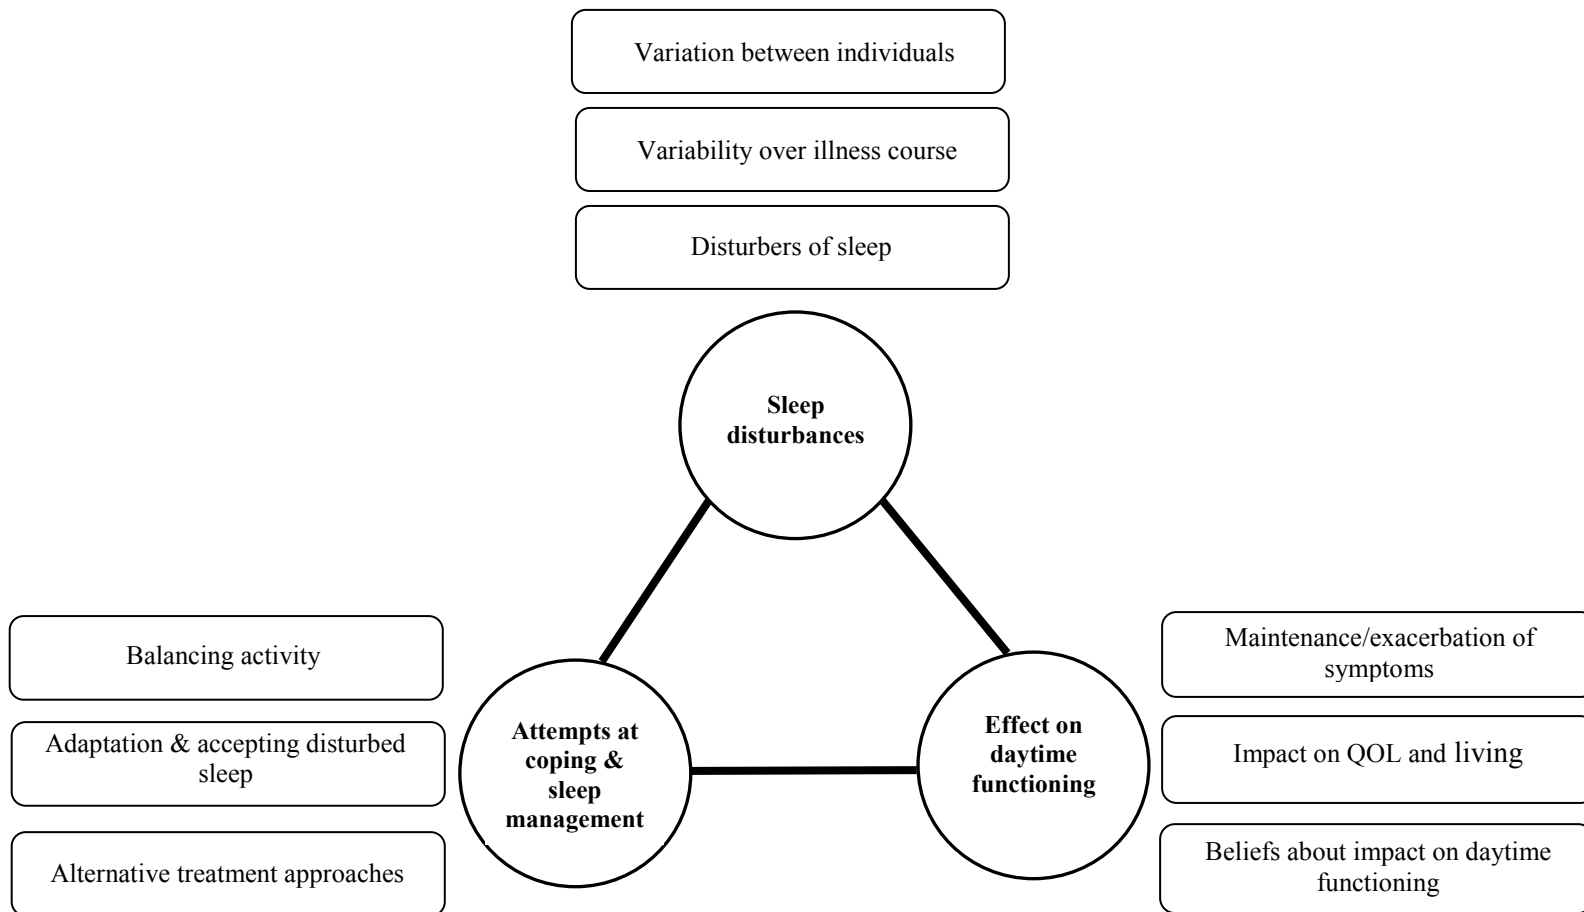 Variation between individuals
Variability over illness course
Disturbers of sleep
Sleep
disturbances
Balancing activity
Adaptation & accepting disturbed
sleep
Alternative treatment approaches
Attempts at
coping &
sleep
management
Effect on
daytime
functioning
Maintenance/exacerbation of
symptoms
Impact on QOL and living
Beliefs about impact on daytime
functioning